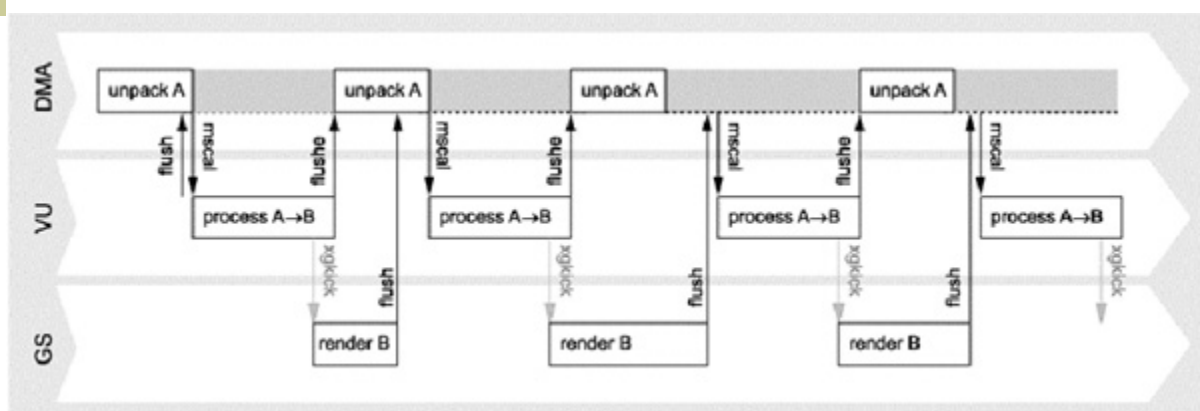 DMA
unpack A
unpack A
unpack A
unpack A
flush
mscal
flushe
flush
mscal
flushe
flush
mscal
flushe
flush
mscal
VU
process A→B
process A→B
process A→B
process A→B
xgkick
xgkick
xgkick
xgkick
GS
render B
render B
render B